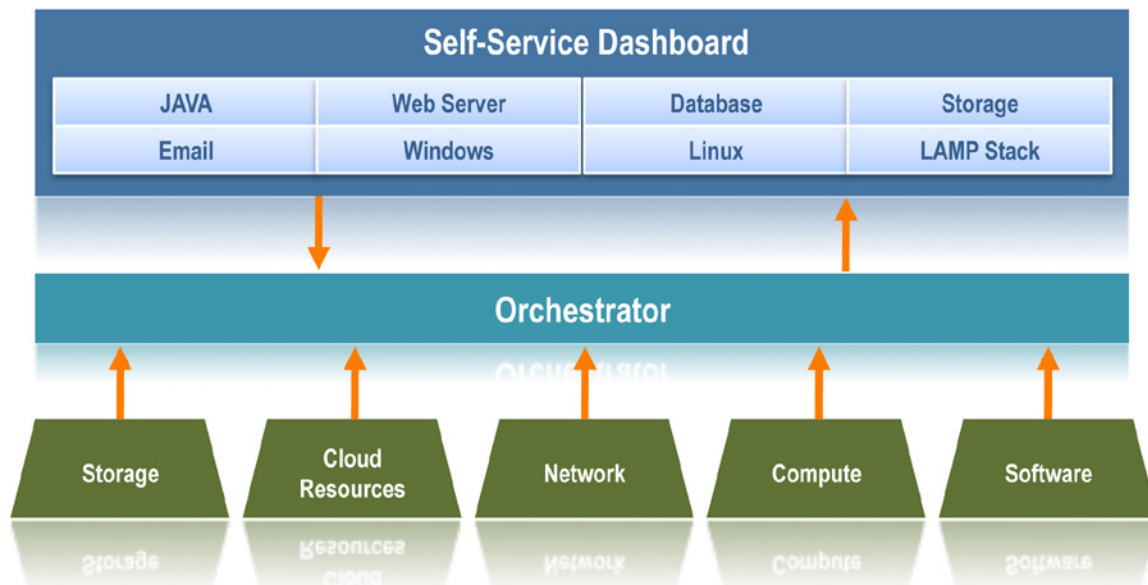 Self-Service Dashboard
JAVA
Web Server
Database
Storage
Email
Windows
Linux
LAMP Stack
Orchestrator
Storage
Cloud
Resources
Network
Compute
Software